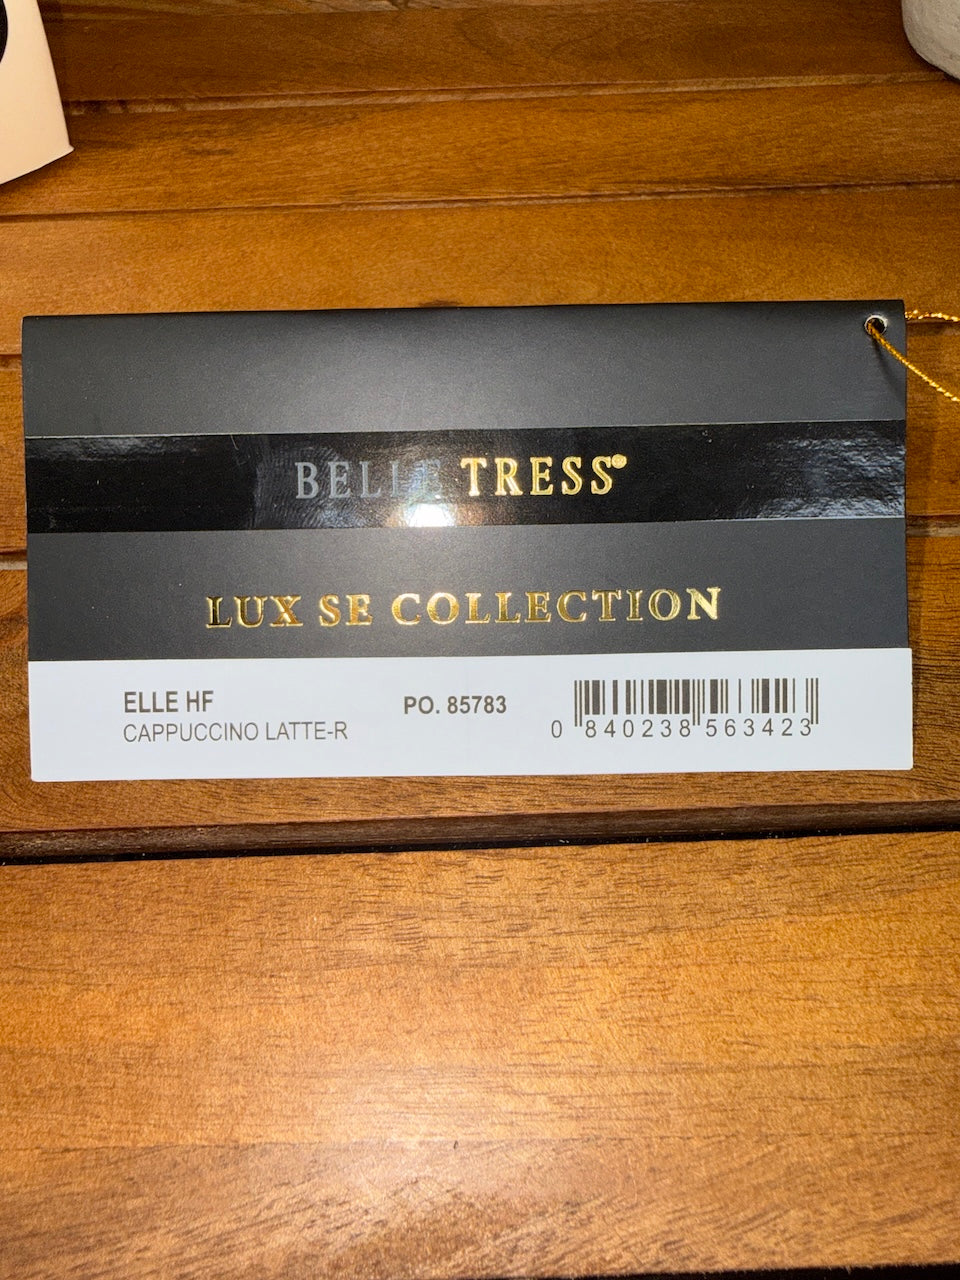 BELLE TRESS®
LUX SE COLLECTION
ELLE HF
CAPPUCCINO LATTE-R
PO. 85783
0 840238 563423